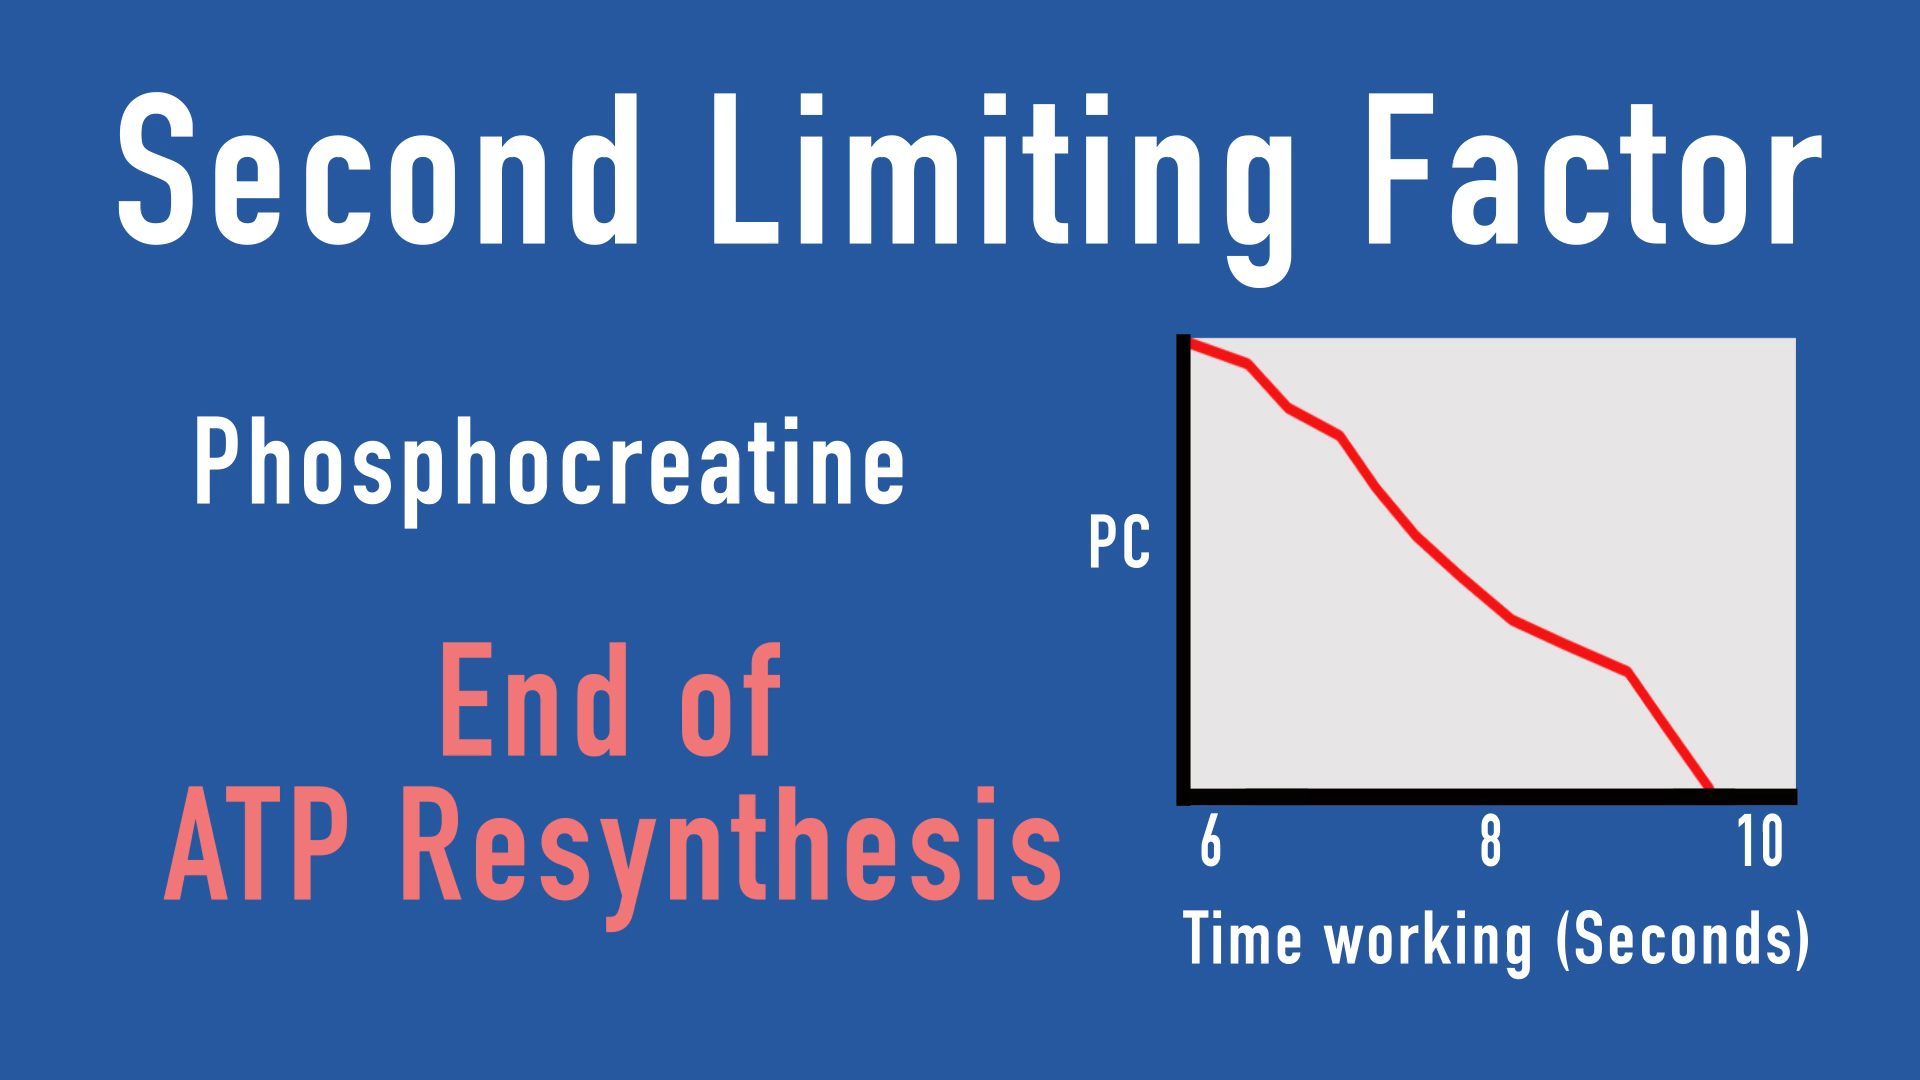 Second Limiting Factor
Phosphocreatine
End of
ATP Resynthesis
PC
6 8 10
Time working (Seconds)